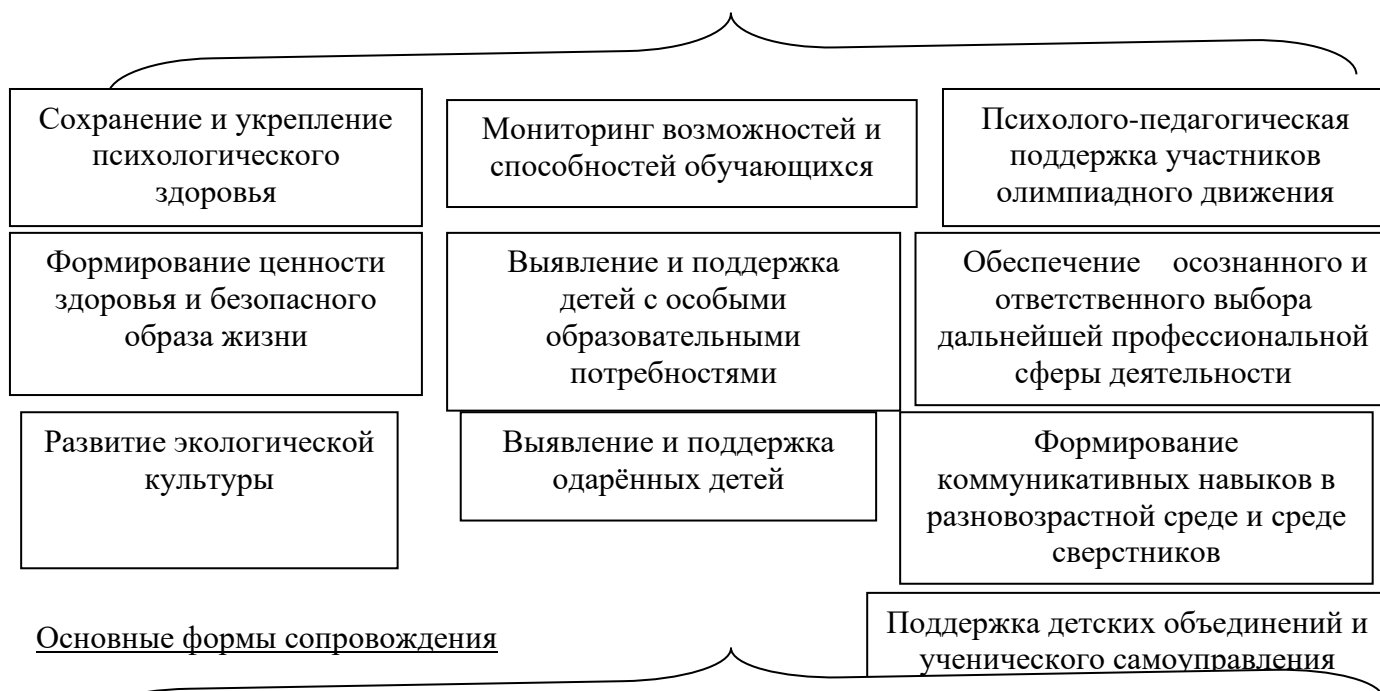 Сохранение и укрепление
психологического
здоровья
Мониторинг возможностей и
способностей обучающихся
Психолого-педагогическая
поддержка участников
олимпиадного движения
Формирование ценности
здоровья и безопасного
образа жизни
Выявление и поддержка
детей с особыми
образовательными
потребностями
Обеспечение осознанного и
ответственного выбора
дальнейшей профессиональной
сферы деятельности
Развитие экологической
культуры
Выявление и поддержка
одарённых детей
Формирование
коммуникативных навыков в
разновозрастной среде и среде
сверстников
Поддержка детских объединений и
ученического самоуправления
Основные формы сопровождения